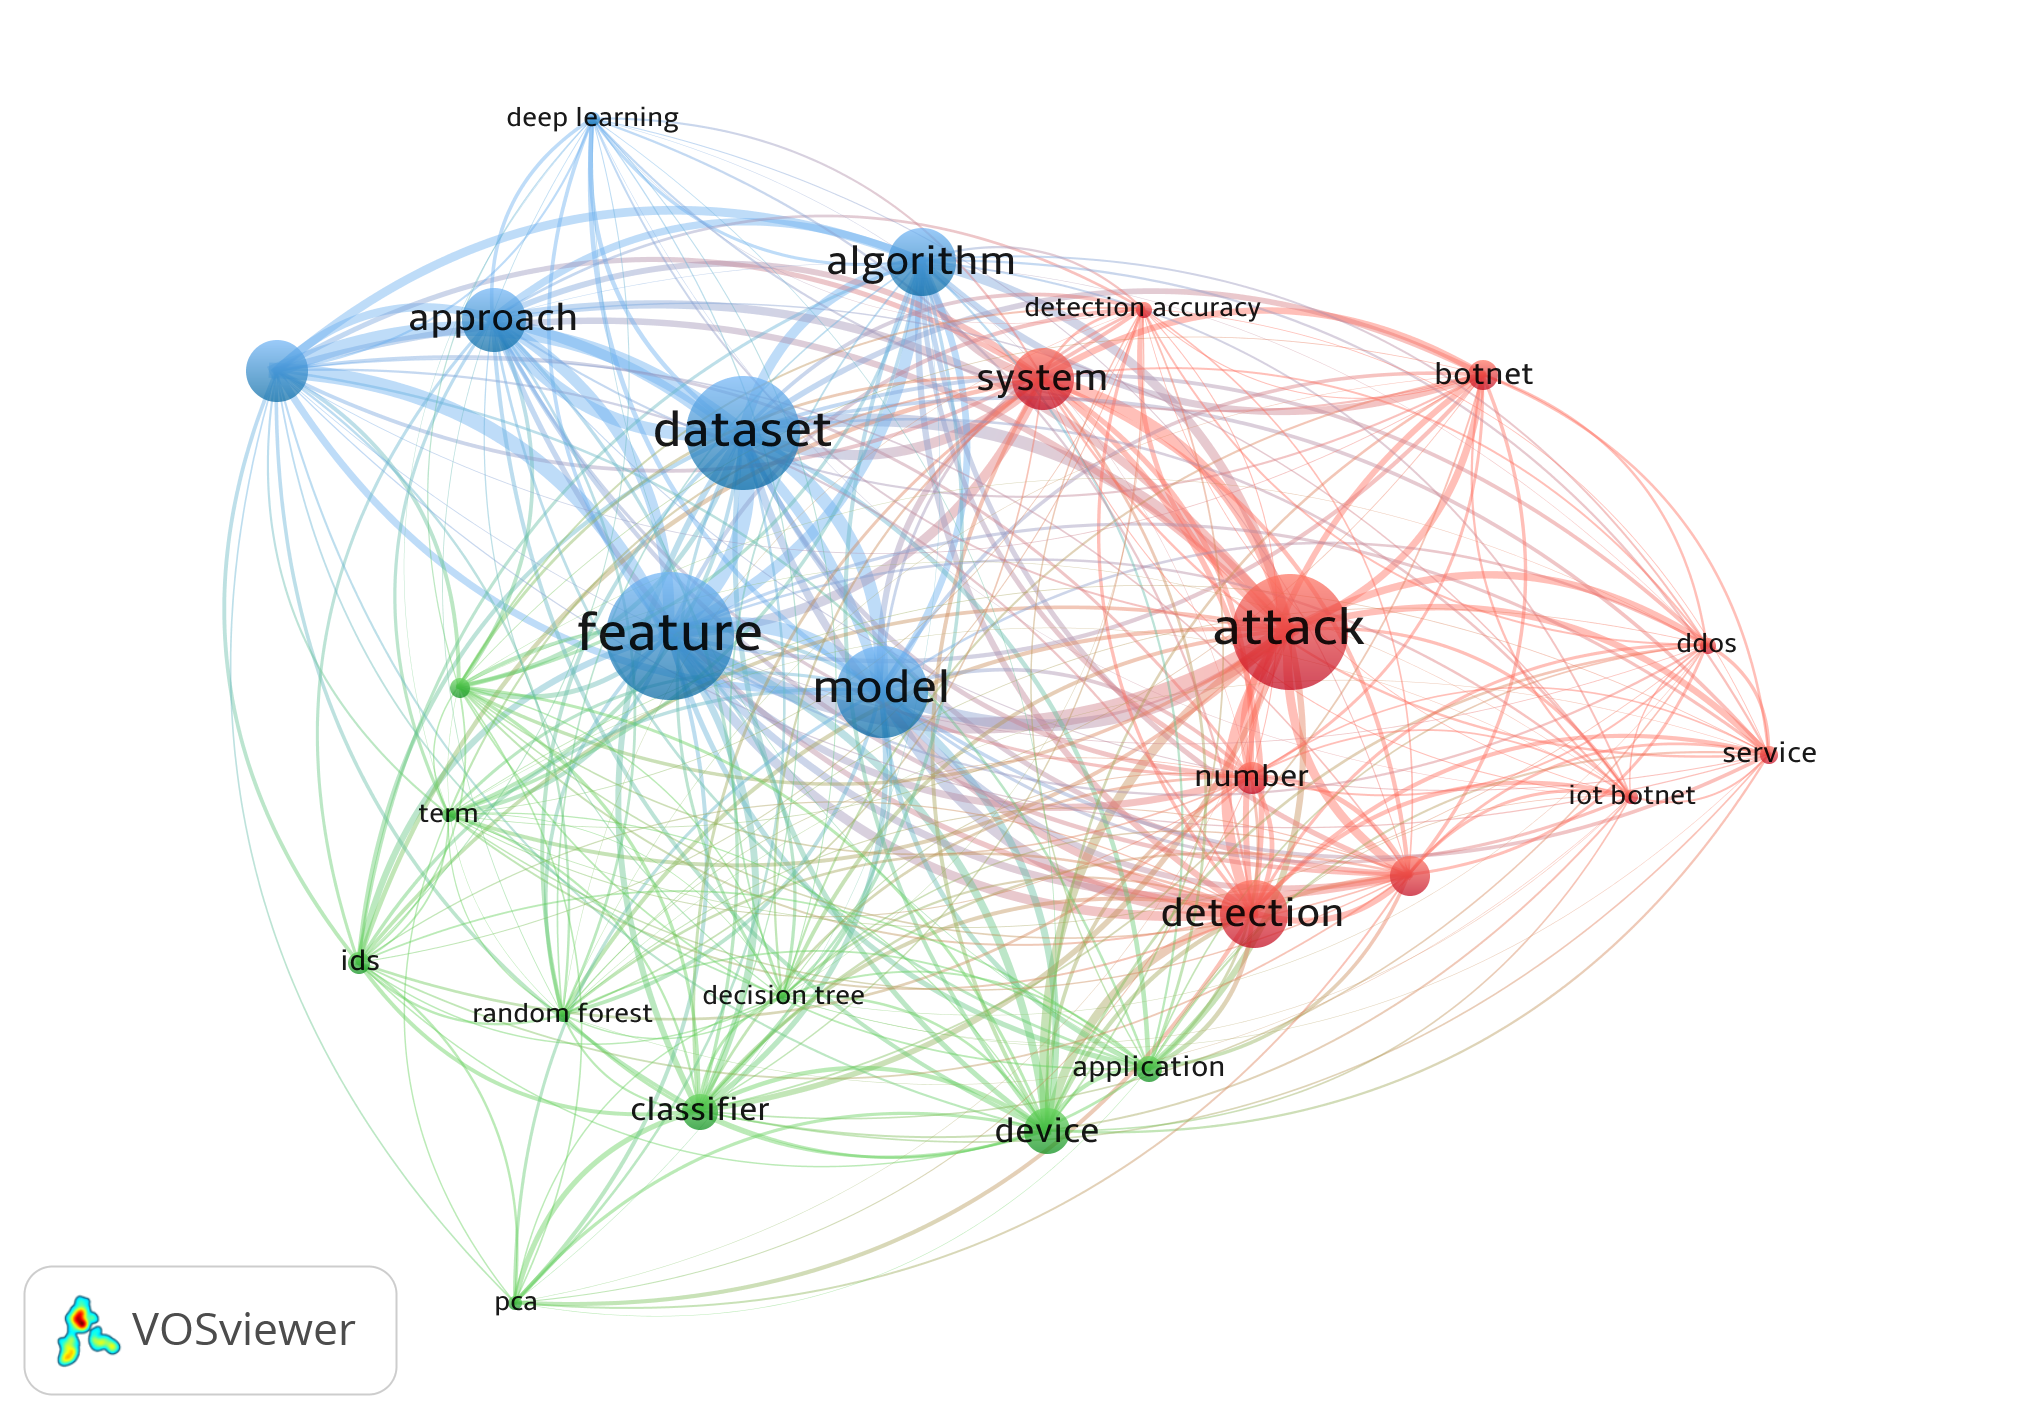 deep learning
algorithm
approach
detection accuracy
system
botnet
dataset
feature
attack
ddos
model
service
number
iot botnet
term
detection
ids
decision tree
random forest
application
classifier
device
pca
VOSviewer